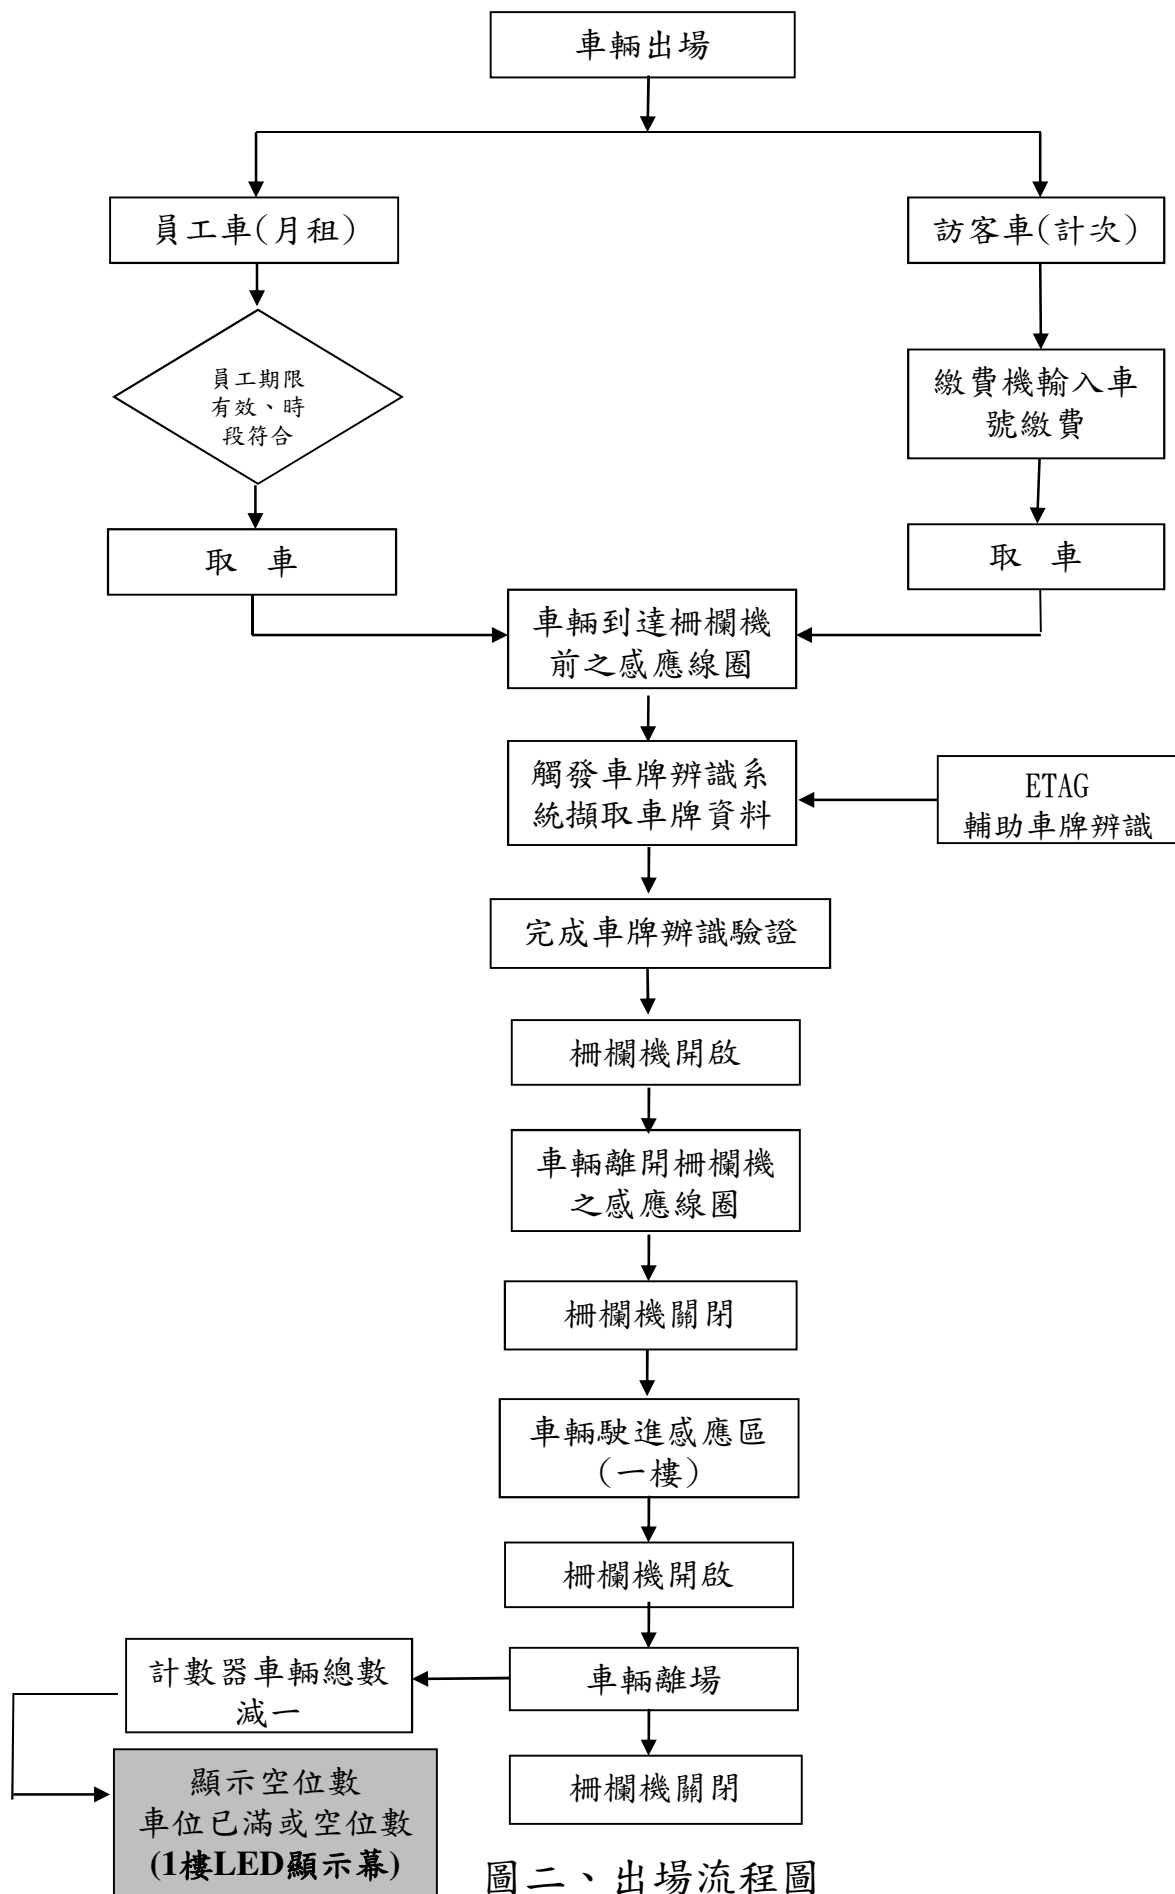 車輛出場
員工車(月租)
訪客車(計次)
員工期限
有效、時
段符合
繳費機輸入車
號繳費
取 車
取 車
車輛到達柵欄機
前之感應線圈
觸發車牌辨識系
統擷取車牌資料
ETAG
輔助車牌辨識
完成車牌辨識驗證
柵欄機開啟
車輛離開柵欄機
之感應線圈
柵欄機關閉
車輛駛進感應區
(一樓)
柵欄機開啟
計數器車輛總數
減一
車輛離場
顯示空位數
車位已滿或空位數
(1樓LED顯示幕)
柵欄機關閉
圖二、出場流程圖